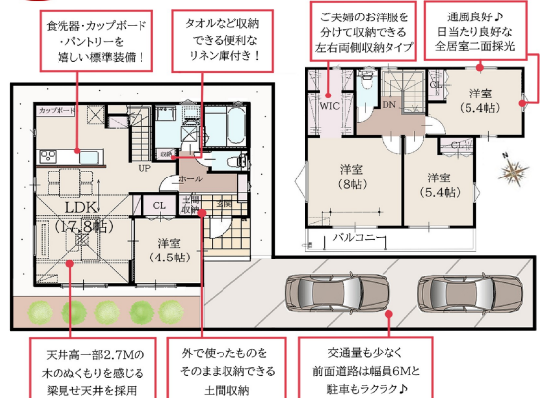 食洗器・カップボード
・パントリーを
嬉しい標準装備！
タオルなど収納
できる便利な
リネン庫付き！
ご夫婦のお洋服を
分けて収納できる
左右両側収納タイプ
通風良好♪
日当たり良好な
全居室二面採光
カップボード
UP
収納
ホール
LDK
(17.8帖)
CL
土間
収納
玄関
洋室
(4.5帖)
WIC
DN
CL
洋室
(5.4帖)
洋室
(8帖)
CL
洋室
(5.4帖)
バルコニー
N
天井高一部2.7Mの
木のぬくもりを感じる
梁見せ天井を採用
外で使ったものを
そのまま収納できる
土間収納
交通量も少なく
前面道路は幅員6Mと
駐車もラクラク♪